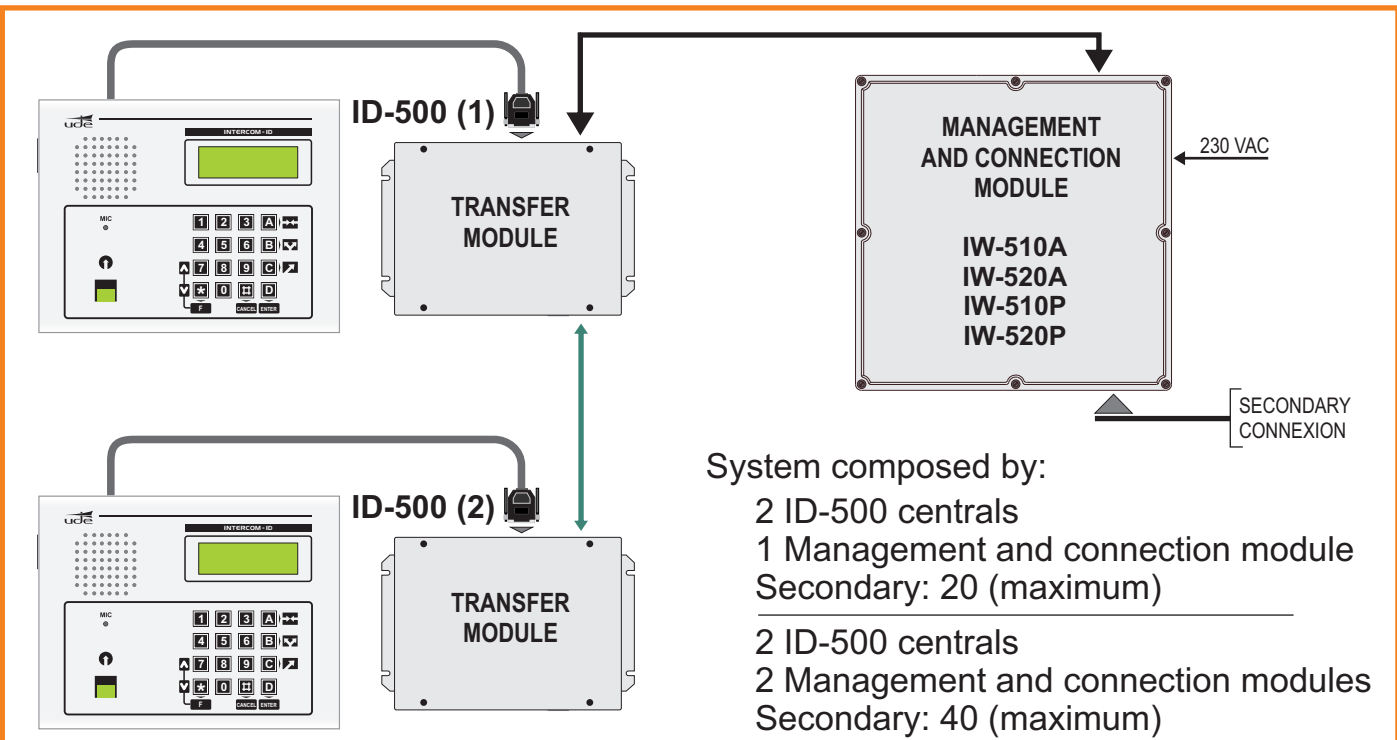 ID-500 (1)
ude
INTERCOM-ID
MIC
1 2 3 A
4 5 6 B
7 8 9 C
* 0 # D
F CANCEL ENTER
TRANSFER
MODULE
MANAGEMENT
AND CONNECTION
MODULE
IW-510A
IW-520A
IW-510P
IW-520P
230 VAC
SECONDARY
CONNEXION
ID-500 (2)
ude
INTERCOM-ID
MIC
1 2 3 A
4 5 6 B
7 8 9 C
* 0 # D
F CANCEL ENTER
TRANSFER
MODULE
System composed by:
2 ID-500 centrals
1 Management and connection module
Secondary: 20 (maximum)
2 ID-500 centrals
2 Management and connection modules
Secondary: 40 (maximum)